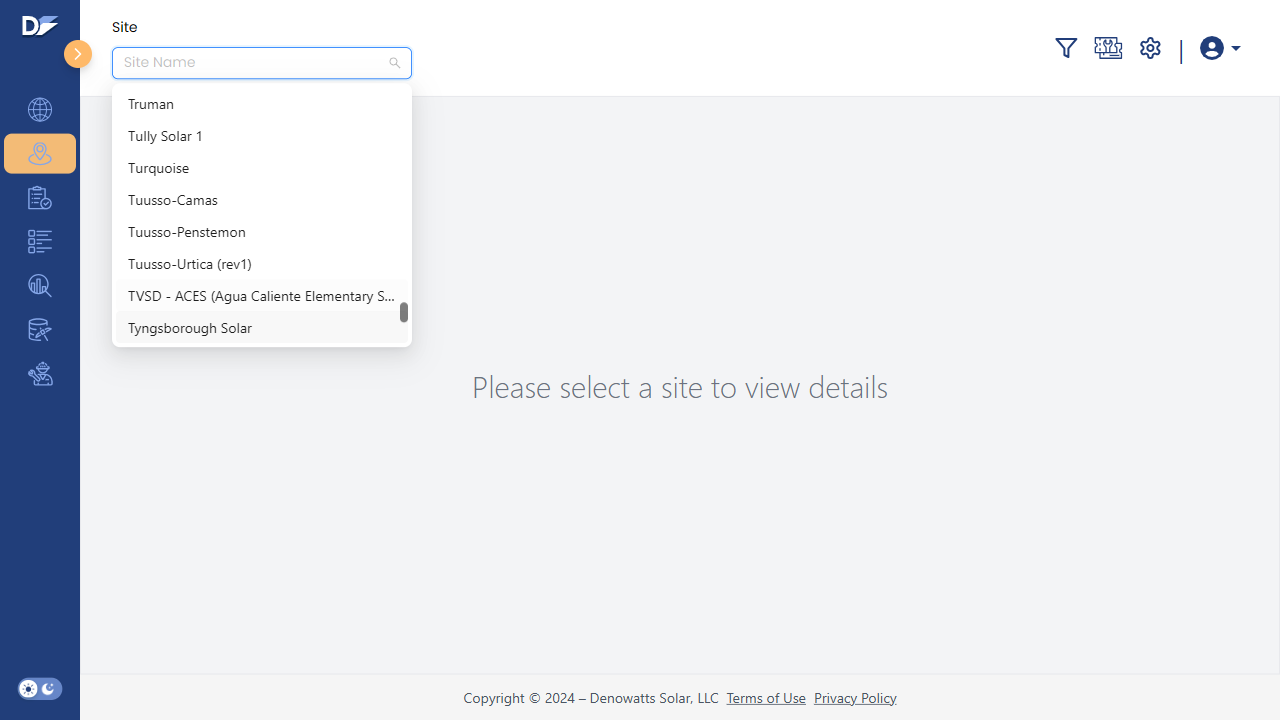 Site
Site Name
Truman
Tully Solar 1
Turquoise
Tuusso-Camas
Tuusso-Penstemon
Tuusso-Urtica (rev1)
TVSD - ACES (Agua Caliente Elementary S...
Tyngsborough Solar
Please select a site to view details
Copyright © 2024 – Denowatts Solar, LLC Terms of Use Privacy Policy